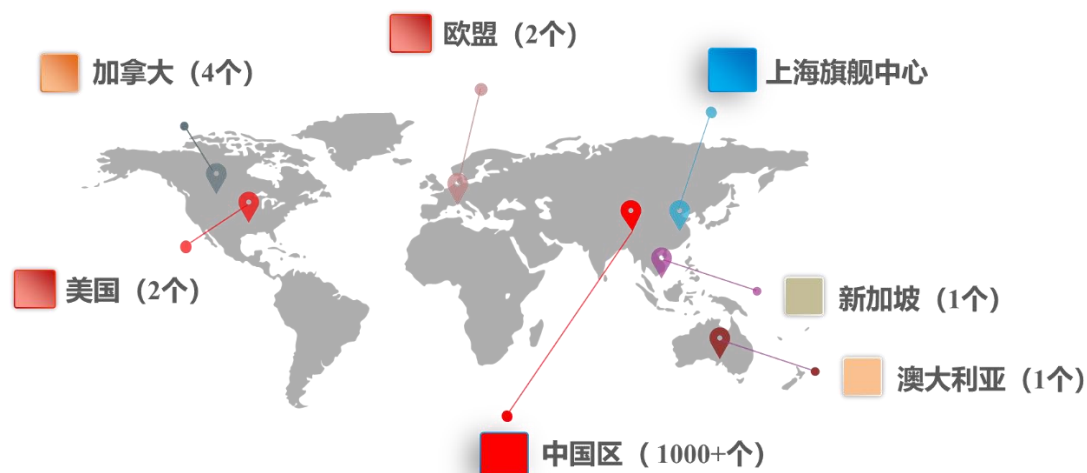 欧盟（2个）
加拿大（4个）
上海旗舰中心
美国（2个）
新加坡（1个）
澳大利亚（1个）
中国区（ 1000+个）